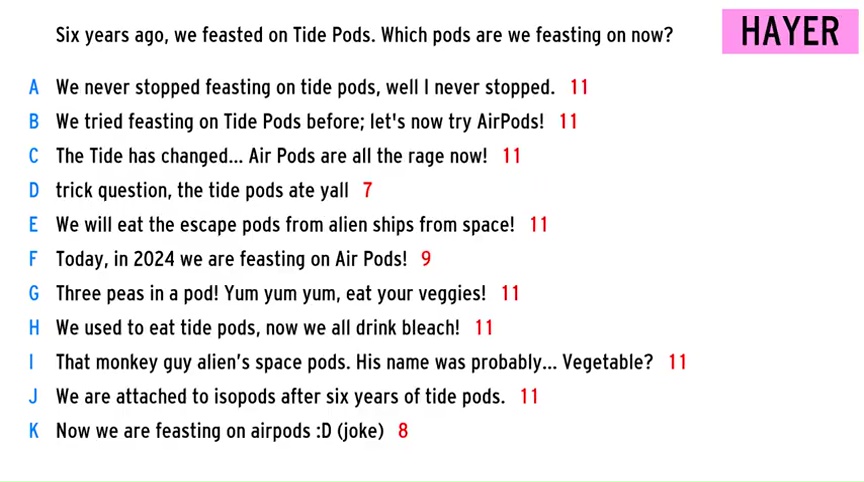 Six years ago, we feasted on Tide Pods. Which pods are we feasting on now?
HAYER
A We never stopped feasting on tide pods, well I never stopped. 11
B We tried feasting on Tide Pods before; let's now try AirPods! 11
C The Tide has changed... Air Pods are all the rage now! 11
D trick question, the tide pods ate yall 7
E We will eat the escape pods from alien ships from space! 11
F Today, in 2024 we are feasting on Air Pods! 9
G Three peas in a pod! Yum yum yum, eat your veggies! 11
H We used to eat tide pods, now we all drink bleach! 11
I That monkey guy alien's space pods. His name was probably... Vegetable? 11
J We are attached to isopods after six years of tide pods. 11
K Now we are feasting on airpods :D (joke) 8